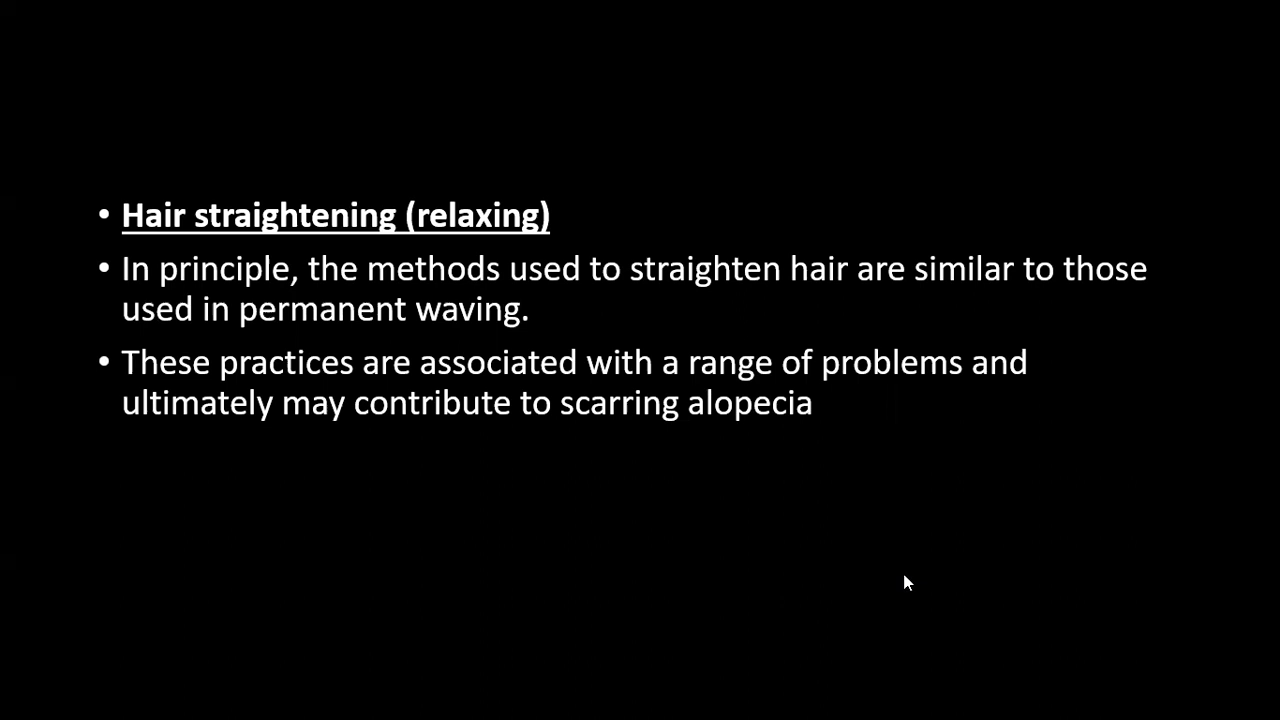 • Hair straightening (relaxing)
• In principle, the methods used to straighten hair are similar to those
used in permanent waving.
• These practices are associated with a range of problems and
ultimately may contribute to scarring alopecia